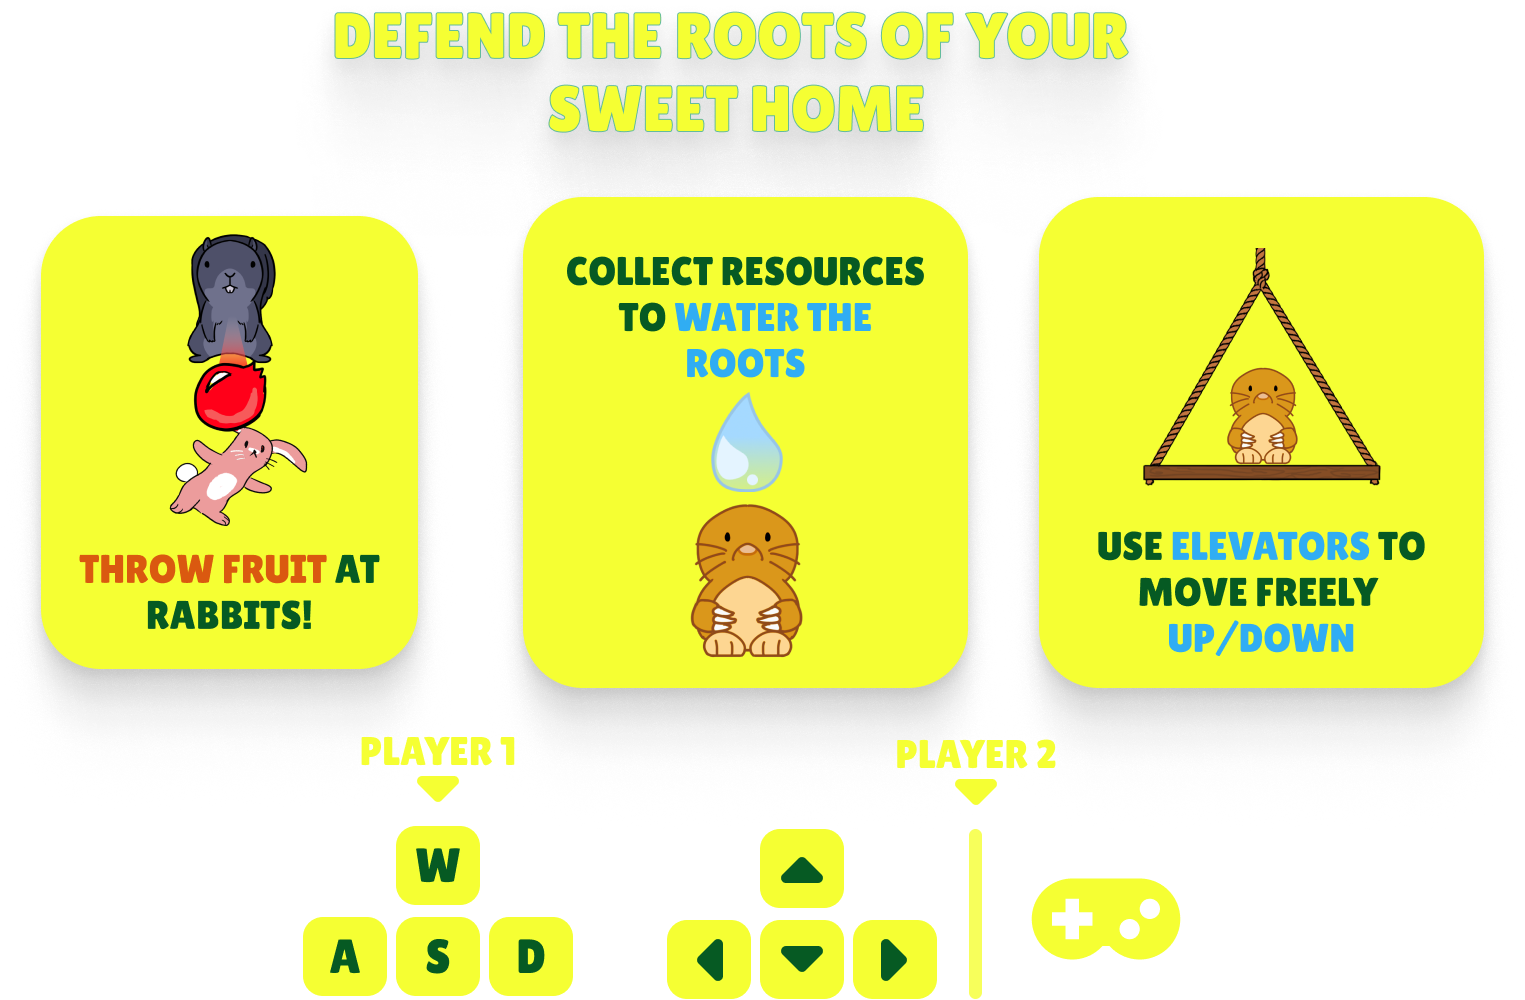 DEFEND THE ROOTS OF YOUR
SWEET HOME
THROW FRUIT AT
RABBITS!
COLLECT RESOURCES
TO WATER THE
ROOTS
USE ELEVATORS TO
MOVE FREELY
UP/DOWN
PLAYER 1
W
A S D
PLAYER 2